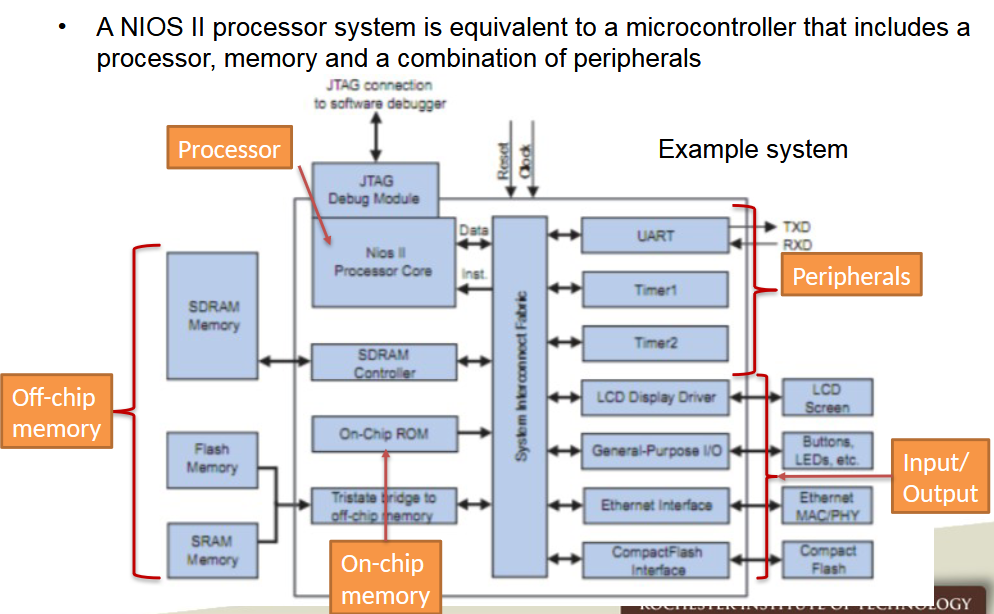 • A NIOS II processor system is equivalent to a microcontroller that includes a
processor, memory and a combination of peripherals
JTAG connection
to software debugger
Processor
Reset
Clock
Example system
JTAG
Debug Module
Data
UART
TXD
RXD
Nios II
Processor Core
Inst.
Peripherals
Timer1
SDRAM
Memory
Timer2
SDRAM
Controller
System Interconnect Fabric
Off-chip
memory
LCD Display Driver
LCD
Screen
On-Chip ROM
Flash
Memory
General-Purpose I/O
Buttons,
LEDs, etc.
Input/
Output
Tristate bridge to
off-chip memory
Ethernet Interface
Ethernet
MAC/PHY
SRAM
Memory
On-chip
memory
CompactFlash
Interface
Compact
Flash
ROCHESTER INSTITUTE OF TECHNOLOGY